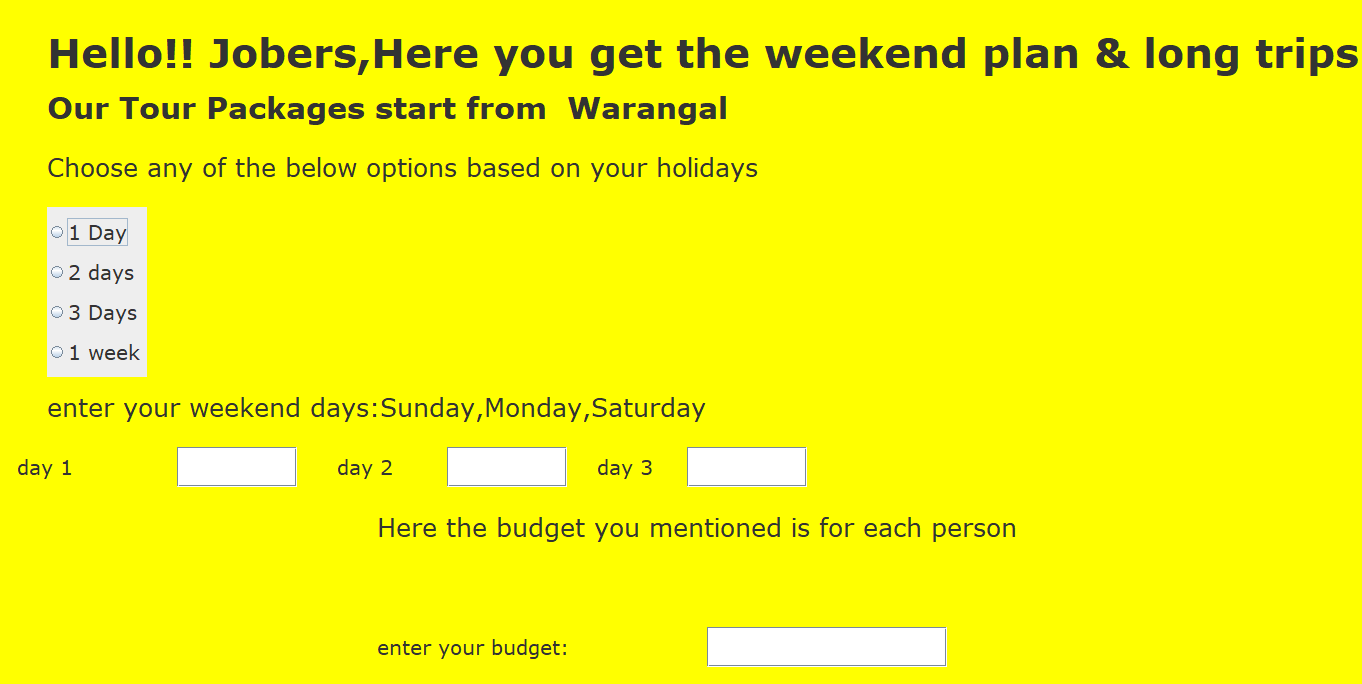 Hello!! Jobers,Here you get the weekend plan & long trips
Our Tour Packages start from  Warangal
Choose any of the below options based on your holidays
1 Day
2 days
3 Days
1 week
enter your weekend days:Sunday,Monday,Saturday
day 1 day 2 day 3
Here the budget you mentioned is for each person
enter your budget: